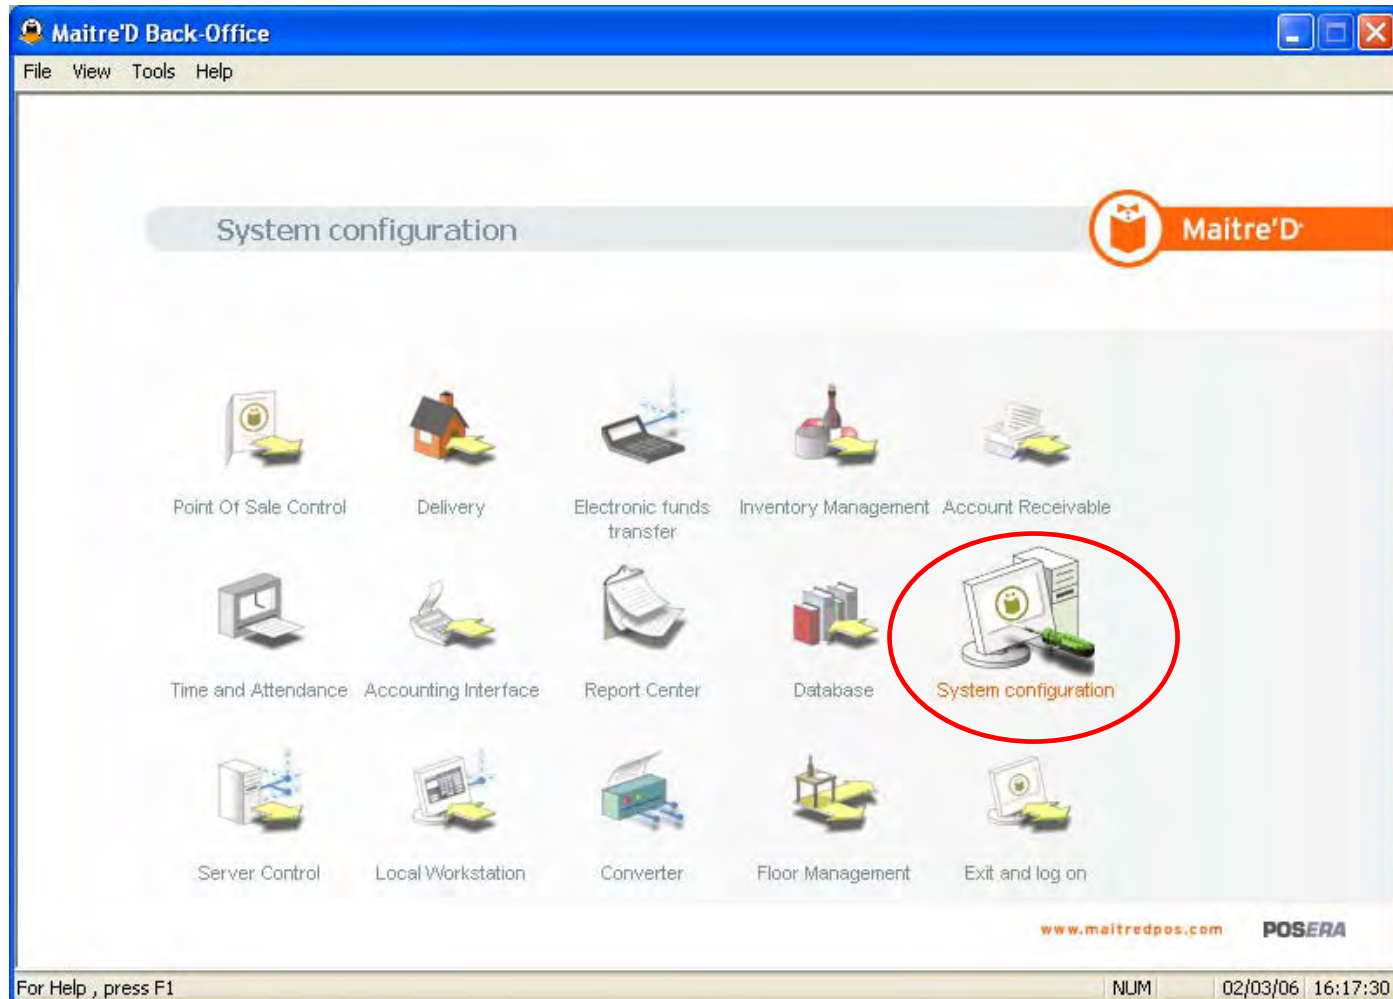 Maitre'D Back-Office
File View Tools Help
System configuration
Maitre'D
Point Of Sale Control
Delivery
Electronic funds
transfer
Inventory Management
Account Receivable
Time and Attendance
Accounting Interface
Report Center
Database
System configuration
Server Control
Local Workstation
Converter
Floor Management
Exit and log on
www.maitredpos.com
POSERA
For Help , press F1
NUM
02/03/06
16:17:30